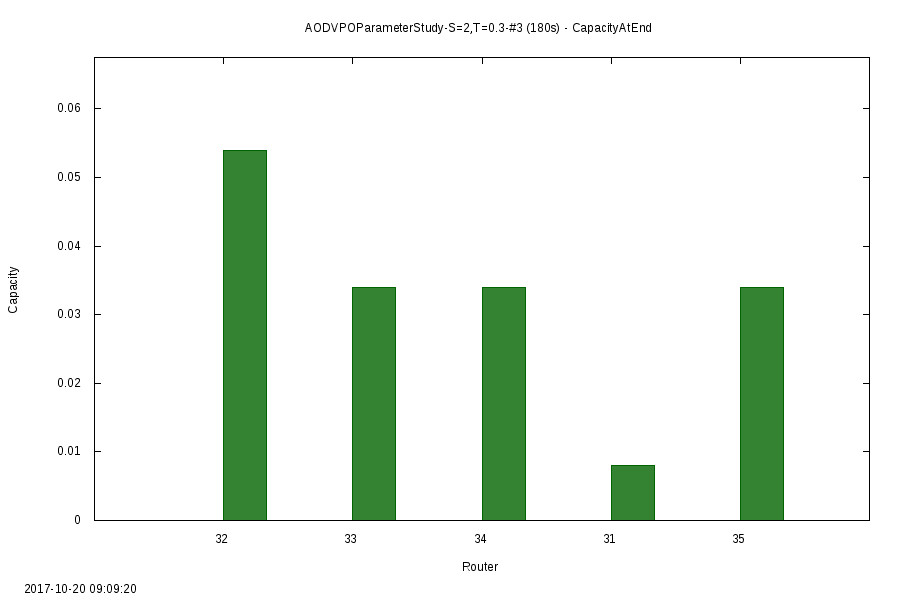 AODVPOParameterStudy-S=2,T=0.3-#3 (180s) - CapacityAtEnd
0.06
0.05
0.04
0.03
0.02
0.01
0
Capacity
32 33 34 31 35
Router
2017-10-20 09:09:20